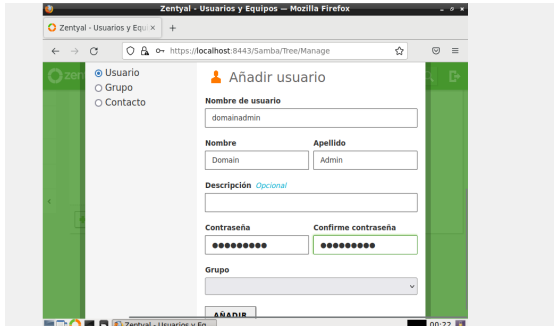 Zentyal - Usuarios y Equipos — Mozilla Firefox
Zentyal - Usuarios y Equi
https://localhost:8443/Samba/Tree/Manage
zen
Usuario
Grupo
Contacto
Añadir usuario
Nombre de usuario
domainadmin
Nombre
Apellido
Domain
Admin
Descripción Opcional
Contraseña
Confirme contraseña
Grupo
AÑADIR
Zentyal - Usuarios y Eq...
00:22